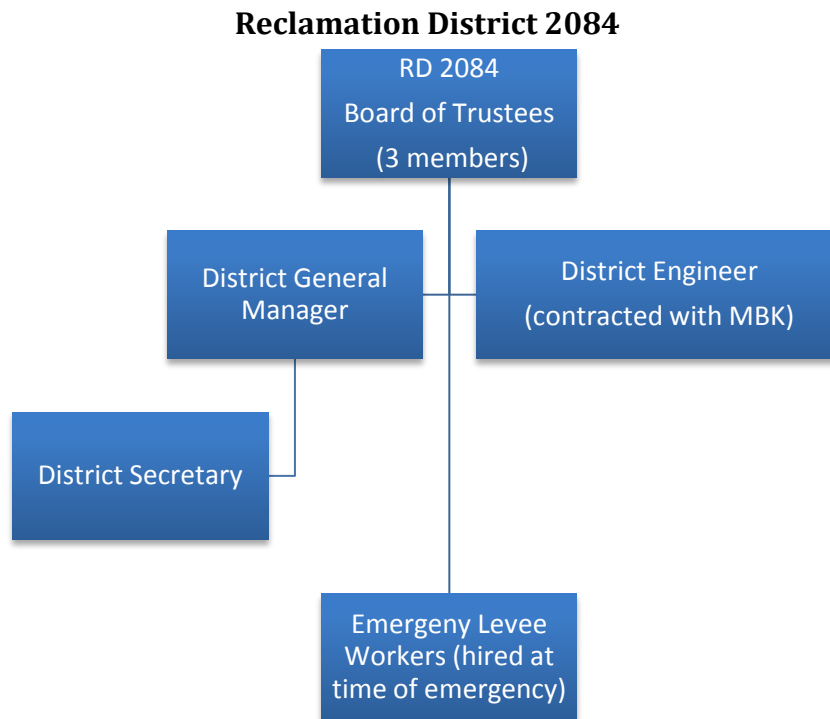 Reclamation District 2084
RD 2084
Board of Trustees
(3 members)
District General
Manager
District Engineer
(contracted with MBK)
District Secretary
Emergeny Levee
Workers (hired at
time of emergency)